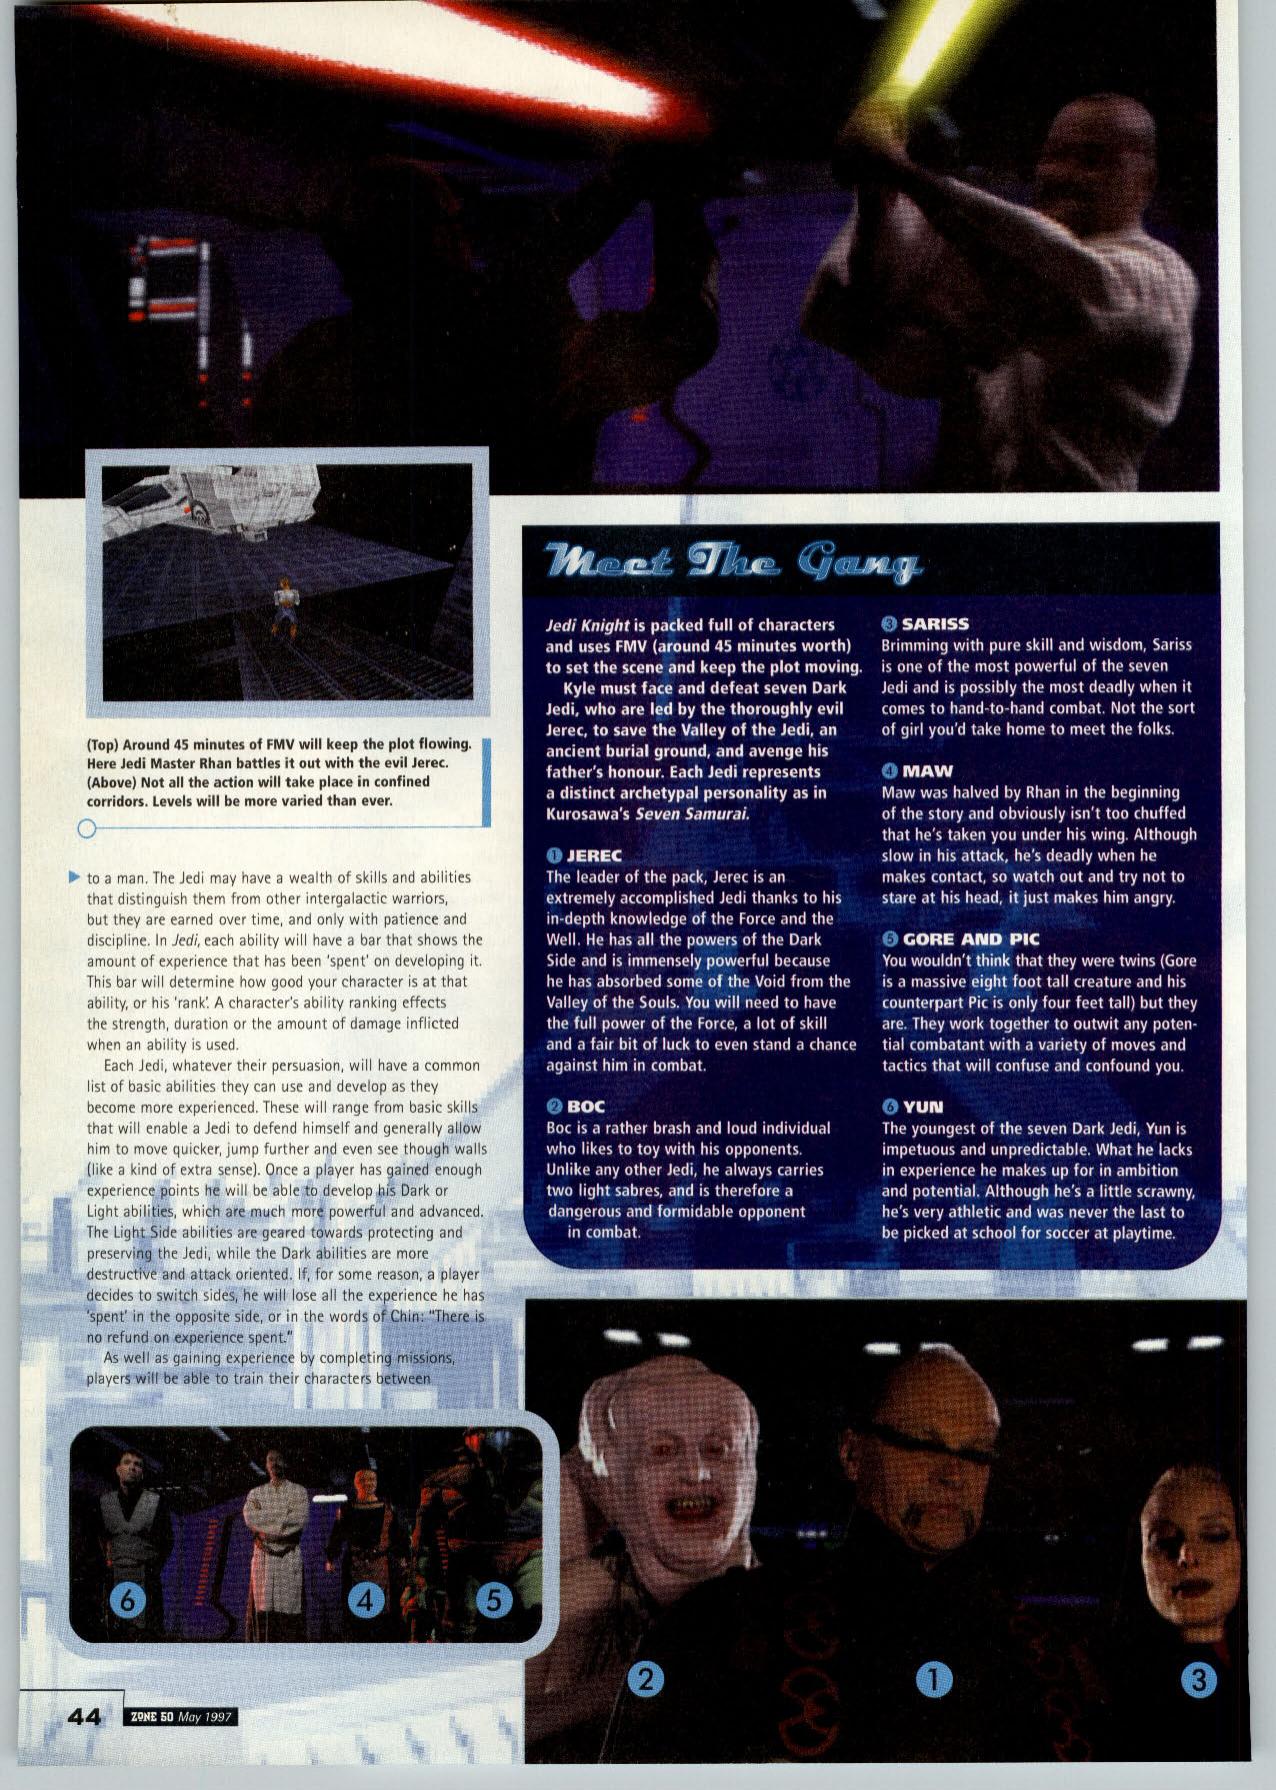 (Top) Around 45 minutes of FMV will keep the plot flowing.
Here Jedi Master Rhan battles it out with the evil Jerec.
(Above) Not all the action will take place in confined
corridors. Levels will be more varied than ever.
to a man. The Jedi may have a wealth of skills and abilities
that distinguish them from other intergalactic warriors,
but they are earned over time, and only with patience and
discipline. In Jedi, each ability will have a bar that shows the
amount of experience that has been 'spent' on developing it.
This bar will determine how good your character is at that
ability, or his 'rank'. A character's ability ranking effects
the strength, duration or the amount of damage inflicted
when an ability is used.
Each Jedi, whatever their persuasion, will have a common
list of basic abilities they can use and develop as they
become more experienced. These will range from basic skills
that will enable a Jedi to defend himself and generally allow
him to move quicker, jump further and even see though walls
(like a kind of extra sense). Once a player has gained enough
experience points he will be able to develop his Dark or
Light abilities, which are much more powerful and advanced.
The Light Side abilities are geared towards protecting and
preserving the Jedi, while the Dark abilities are more
destructive and attack oriented. If, for some reason, a player
decides to switch sides, he will lose all the experience he has
'spent' in the opposite side, or in the words of Chin: "There is
no refund on experience spent."
As well as gaining experience by completing missions,
players will be able to train their characters between
Meet The Gang
Jedi Knight is packed full of characters
and uses FMV (around 45 minutes worth)
to set the scene and keep the plot moving.
Kyle must face and defeat seven Dark
Jedi, who are led by the thoroughly evil
Jerec, to save the Valley of the Jedi, an
ancient burial ground, and avenge his
father's honour. Each Jedi represents
a distinct archetypal personality as in
Kurosawa's Seven Samurai.
1 JEREC
The leader of the pack, Jerec is an
extremely accomplished Jedi thanks to his
in-depth knowledge of the Force and the
Well. He has all the powers of the Dark
Side and is immensely powerful because
he has absorbed some of the Void from the
Valley of the Souls. You will need to have
the full power of the Force, a lot of skill
and a fair bit of luck to even stand a chance
against him in combat.
2 BOC
Boc is a rather brash and loud individual
who likes to toy with his opponents.
Unlike any other Jedi, he always carries
two light sabres, and is therefore a
dangerous and formidable opponent
in combat.
3 SARISS
Brimming with pure skill and wisdom, Sariss
is one of the most powerful of the seven
Jedi and is possibly the most deadly when it
comes to hand-to-hand combat. Not the sort
of girl you'd take home to meet the folks.
4 MAW
Maw was halved by Rhan in the beginning
of the story and obviously isn't too chuffed
that he's taken you under his wing. Although
slow in his attack, he's deadly when he
makes contact, so watch out and try not to
stare at his head, it just makes him angry.
5 GORE AND PIC
You wouldn't think that they were twins (Gore
is a massive eight foot tall creature and his
counterpart Pic is only four feet tall) but they
are. They work together to outwit any poten-
tial combatant with a variety of moves and
tactics that will confuse and confound you.
6 YUN
The youngest of the seven Dark Jedi, Yun is
impetuous and unpredictable. What he lacks
in experience he makes up for in ambition
and potential. Although he's a little scrawny,
he's very athletic and was never the last to
be picked at school for soccer at playtime.
6
4
5
2
1
3
44 ZONE 50 May 1997